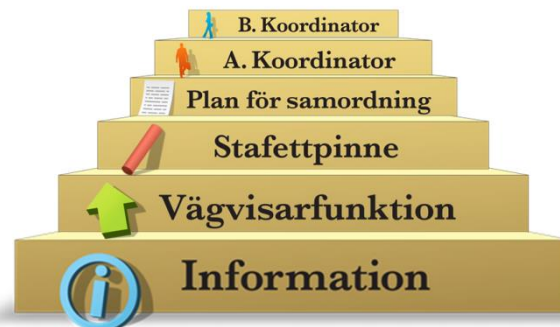 B. Koordinator
A. Koordinator
Plan för samordning
Stafettpinne
Vägvisarfunktion
Information